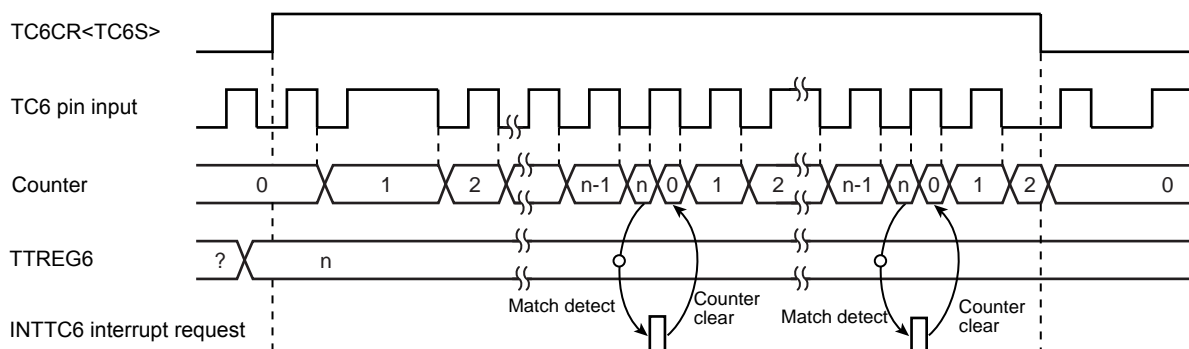 TC6CR<TC6S>
TC6 pin input
Counter 0 1 2 n-1 n 0 1 2 n-1 n 0 1 2 0
TTREG6 ? n
Match detect Counter clear Match detect Counter clear
INTTC6 interrupt request